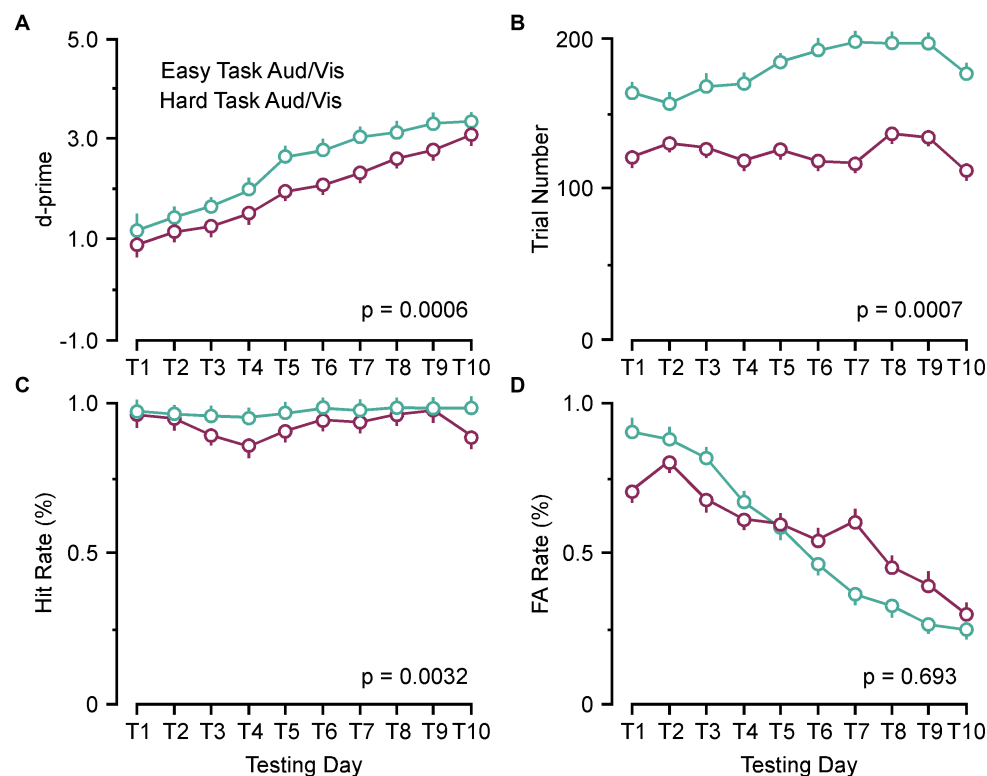 A
5.0
3.0
1.0
-1.0
d-prime
Easy Task Aud/Vis
Hard Task Aud/Vis
p = 0.0006
T1 T2 T3 T4 T5 T6 T7 T8 T9 T10
B
200
100
0
Trial Number
p = 0.0007
T1 T2 T3 T4 T5 T6 T7 T8 T9 T10
C
1.0
0.5
0
Hit Rate (%)
p = 0.0032
T1 T2 T3 T4 T5 T6 T7 T8 T9 T10
Testing Day
D
1.0
0.5
0
FA Rate (%)
p = 0.693
T1 T2 T3 T4 T5 T6 T7 T8 T9 T10
Testing Day